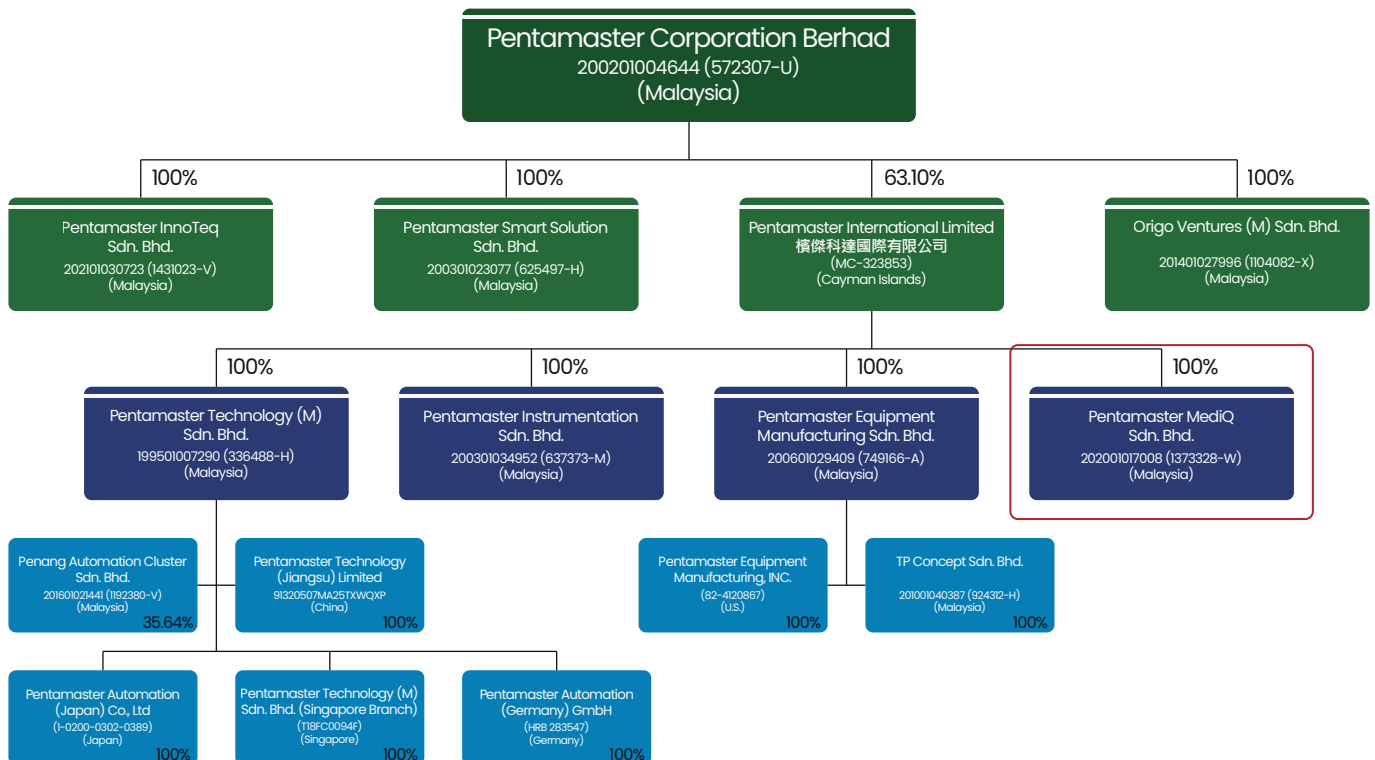 Pentamaster Corporation Berhad
200201004644 (572307-U)
(Malaysia)
100%
100%
63.10%
100%
Pentamaster InnoTeq
Sdn. Bhd.
202101030723 (1431023-V)
(Malaysia)
Pentamaster Smart Solution
Sdn. Bhd.
200301023077 (625497-H)
(Malaysia)
Pentamaster International Limited
檳傑科達國際有限公司
(MC-323853)
(Cayman Islands)
Origo Ventures (M) Sdn. Bhd.
201401027996 (1104082-X)
(Malaysia)
100%
100%
100%
100%
Pentamaster Technology (M)
Sdn. Bhd.
199501007290 (336488-H)
(Malaysia)
Pentamaster Instrumentation
Sdn. Bhd.
200301034952 (637373-M)
(Malaysia)
Pentamaster Equipment
Manufacturing Sdn. Bhd.
200601029409 (749166-A)
(Malaysia)
Pentamaster MediQ
Sdn. Bhd.
202001017008 (1373328-W)
(Malaysia)
Penang Automation Cluster
Sdn. Bhd.
201601021441 (1192380-V)
(Malaysia)
35.64%
Pentamaster Technology
(Jiangsu) Limited
91320507MA25TXWQXP
(China)
100%
Pentamaster Equipment
Manufacturing, INC.
(82-4120867)
(U.S.)
100%
TP Concept Sdn. Bhd.
201001040387 (924312-H)
(Malaysia)
100%
Pentamaster Automation
(Japan) Co., Ltd
(1-0200-0302-0389)
(Japan)
100%
Pentamaster Technology (M)
Sdn. Bhd. (Singapore Branch)
(T18FC0094F)
(Singapore)
100%
Pentamaster Automation
(Germany) GmbH
(HRB 283547)
(Germany)
100%